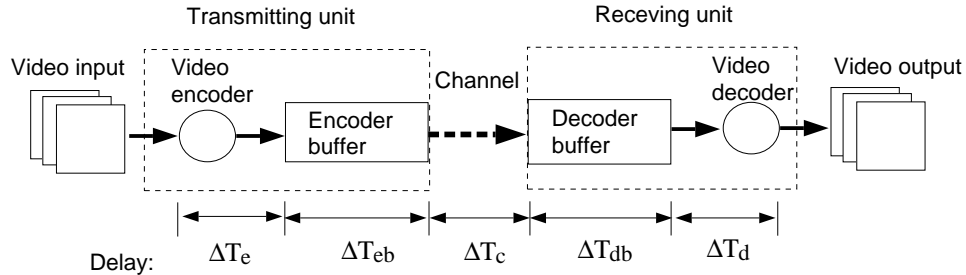 Transmitting unit
Receving unit
Video input
Video
encoder
Channel
Video
decoder
Video output
Encoder
buffer
Decoder
buffer
Delay:
ΔTe
ΔTeb
ΔTc
ΔTdb
ΔTd